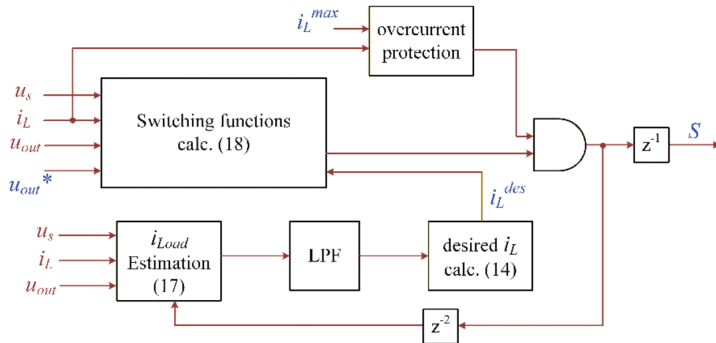 i_L^max
overcurrent
protection
u_s
i_L
u_out
u_out*
Switching functions
calc. (18)
S
z^-1
i_L^des
u_s
i_L
u_out
i_Load
Estimation
(17)
LPF
desired i_L
calc. (14)
z^-2